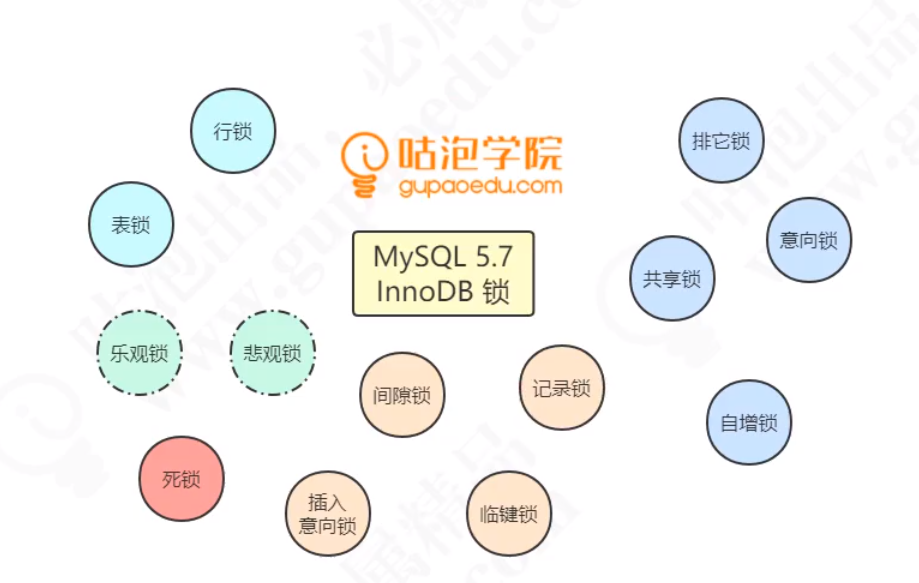 行锁
排它锁
咕泡学院
gupaoedu.com
表锁
意向锁
MySQL 5.7
InnoDB 锁
共享锁
乐观锁
悲观锁
间隙锁
记录锁
自增锁
死锁
插入
意向锁
临键锁